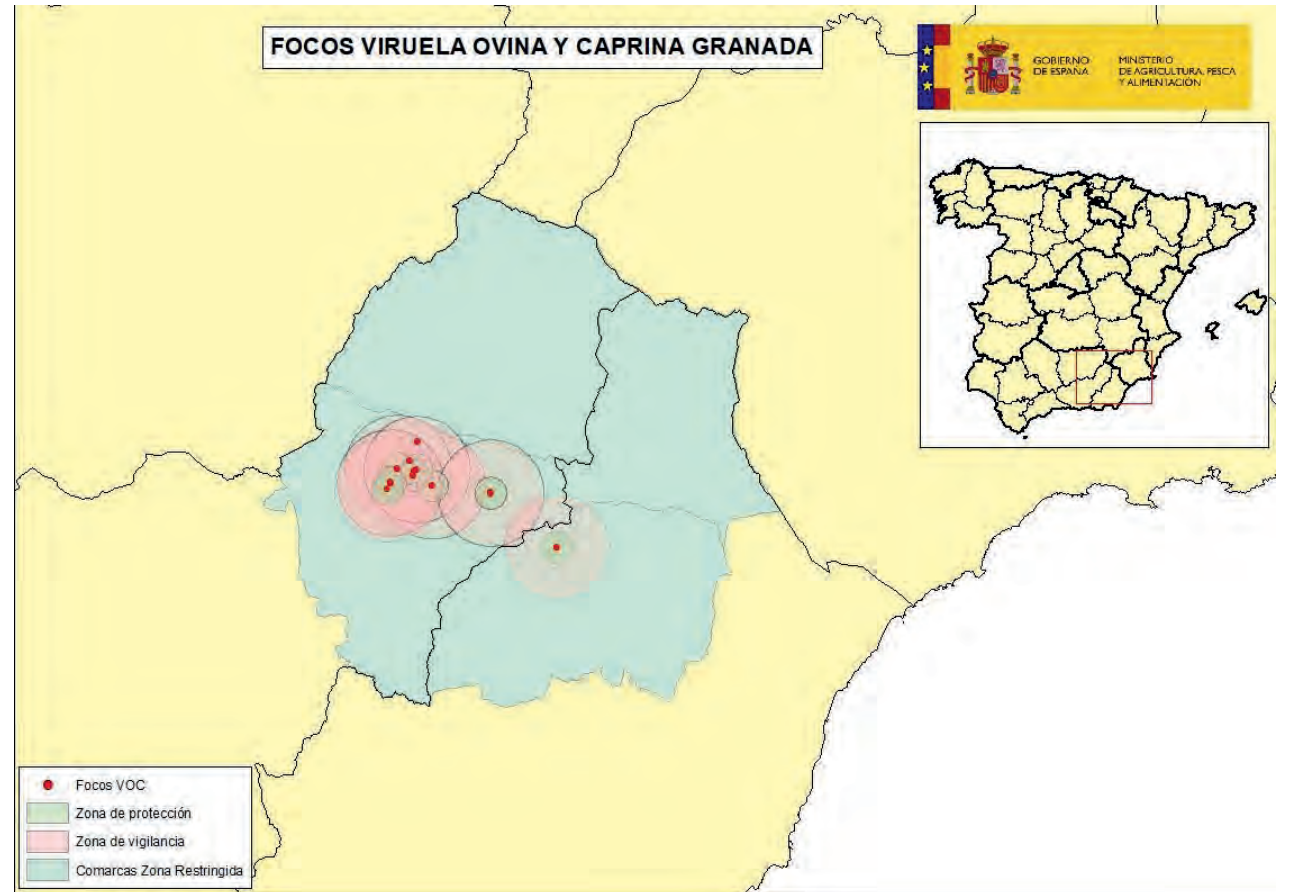 FOCOS VIRUELA OVINA Y CAPRINA GRANADA
GOBIERNO
DE ESPAÑA
MINISTERIO
DE AGRICULTURA, PESCA
Y ALIMENTACIÓN
Focos VOC
Zona de protección
Zona de vigilancia
Comarcas Zona Restringida